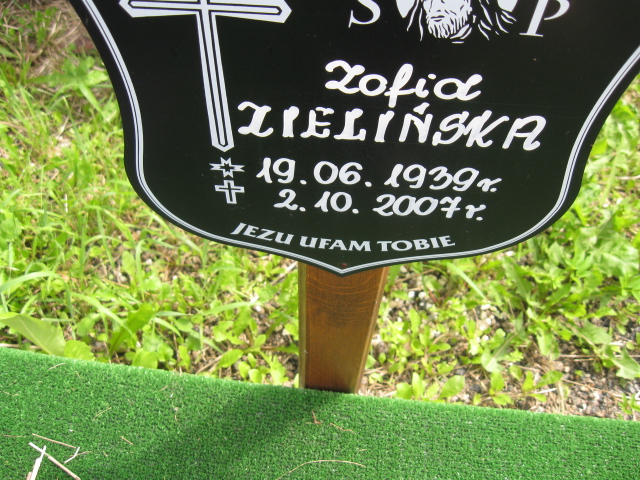 S P
Zofia
ZIELIŃSKA
19.06.1939r.
2.10.2007r.
JEZU UFAM TOBIE